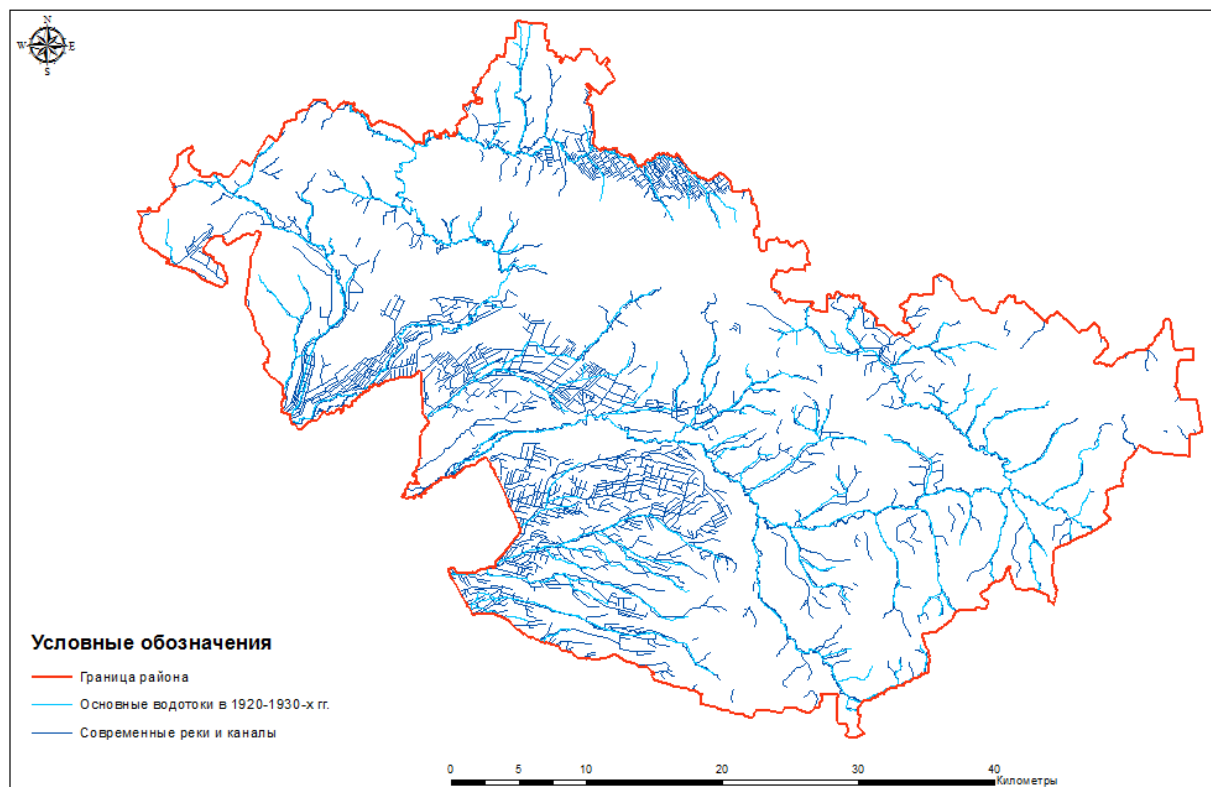 N
W E
S
Условные обозначения
Граница района
Основные водотоки в 1920-1930-х гг.
Современные реки и каналы
0 5 10 20 30 40
Километры